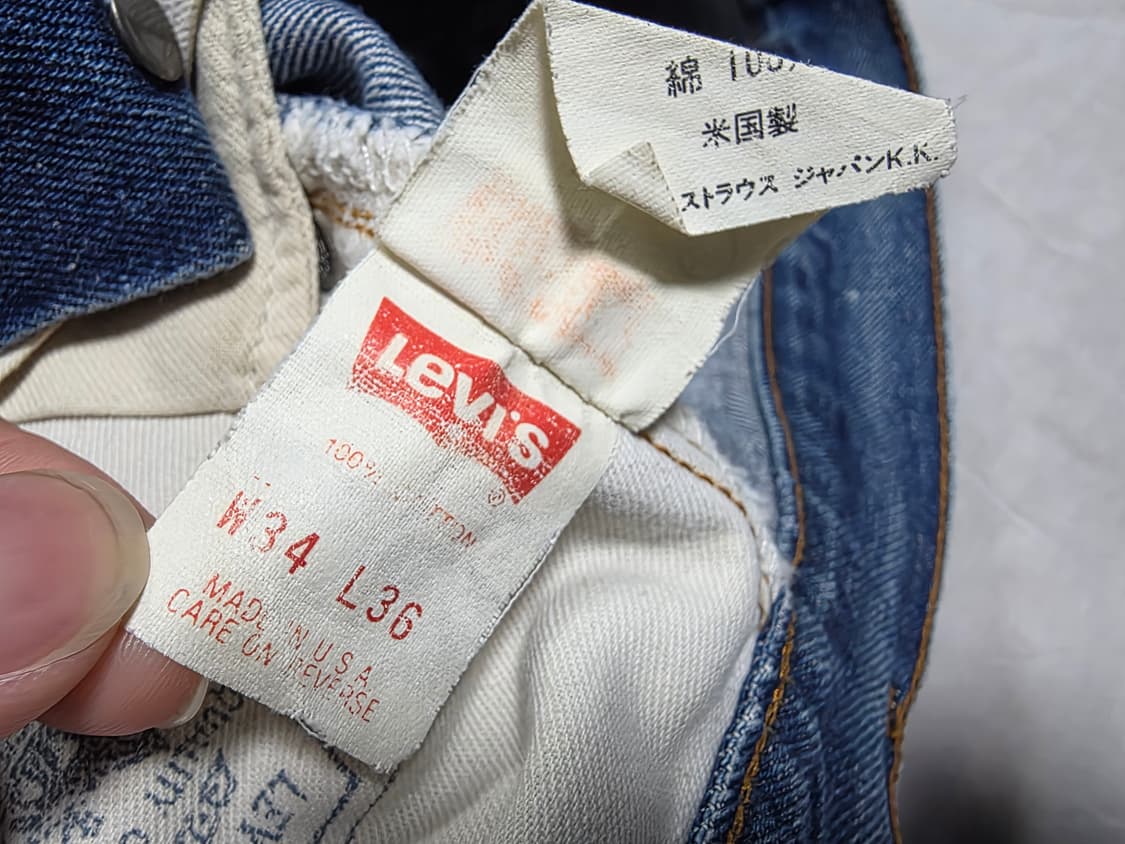 綿 100%
米国製
ストラウス ジャパンK.K.
Levi's
®
100% COTTON
W34 L36
MADE IN U.S.A.
CARE ON REVERSE